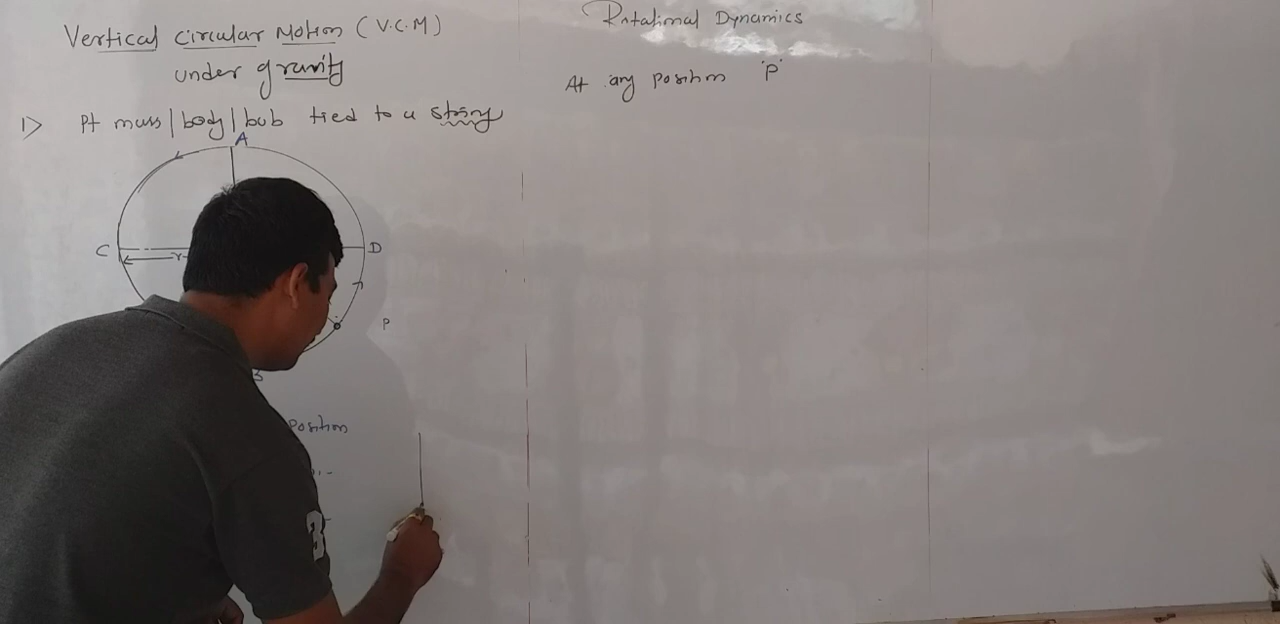 Rotational Dynamics
Vertical circular Motion (V.C.M)
under gravity
At any position 'P'
1) Pt mass/body/bob tied to a string
A
C
r
D
P
B
position
3